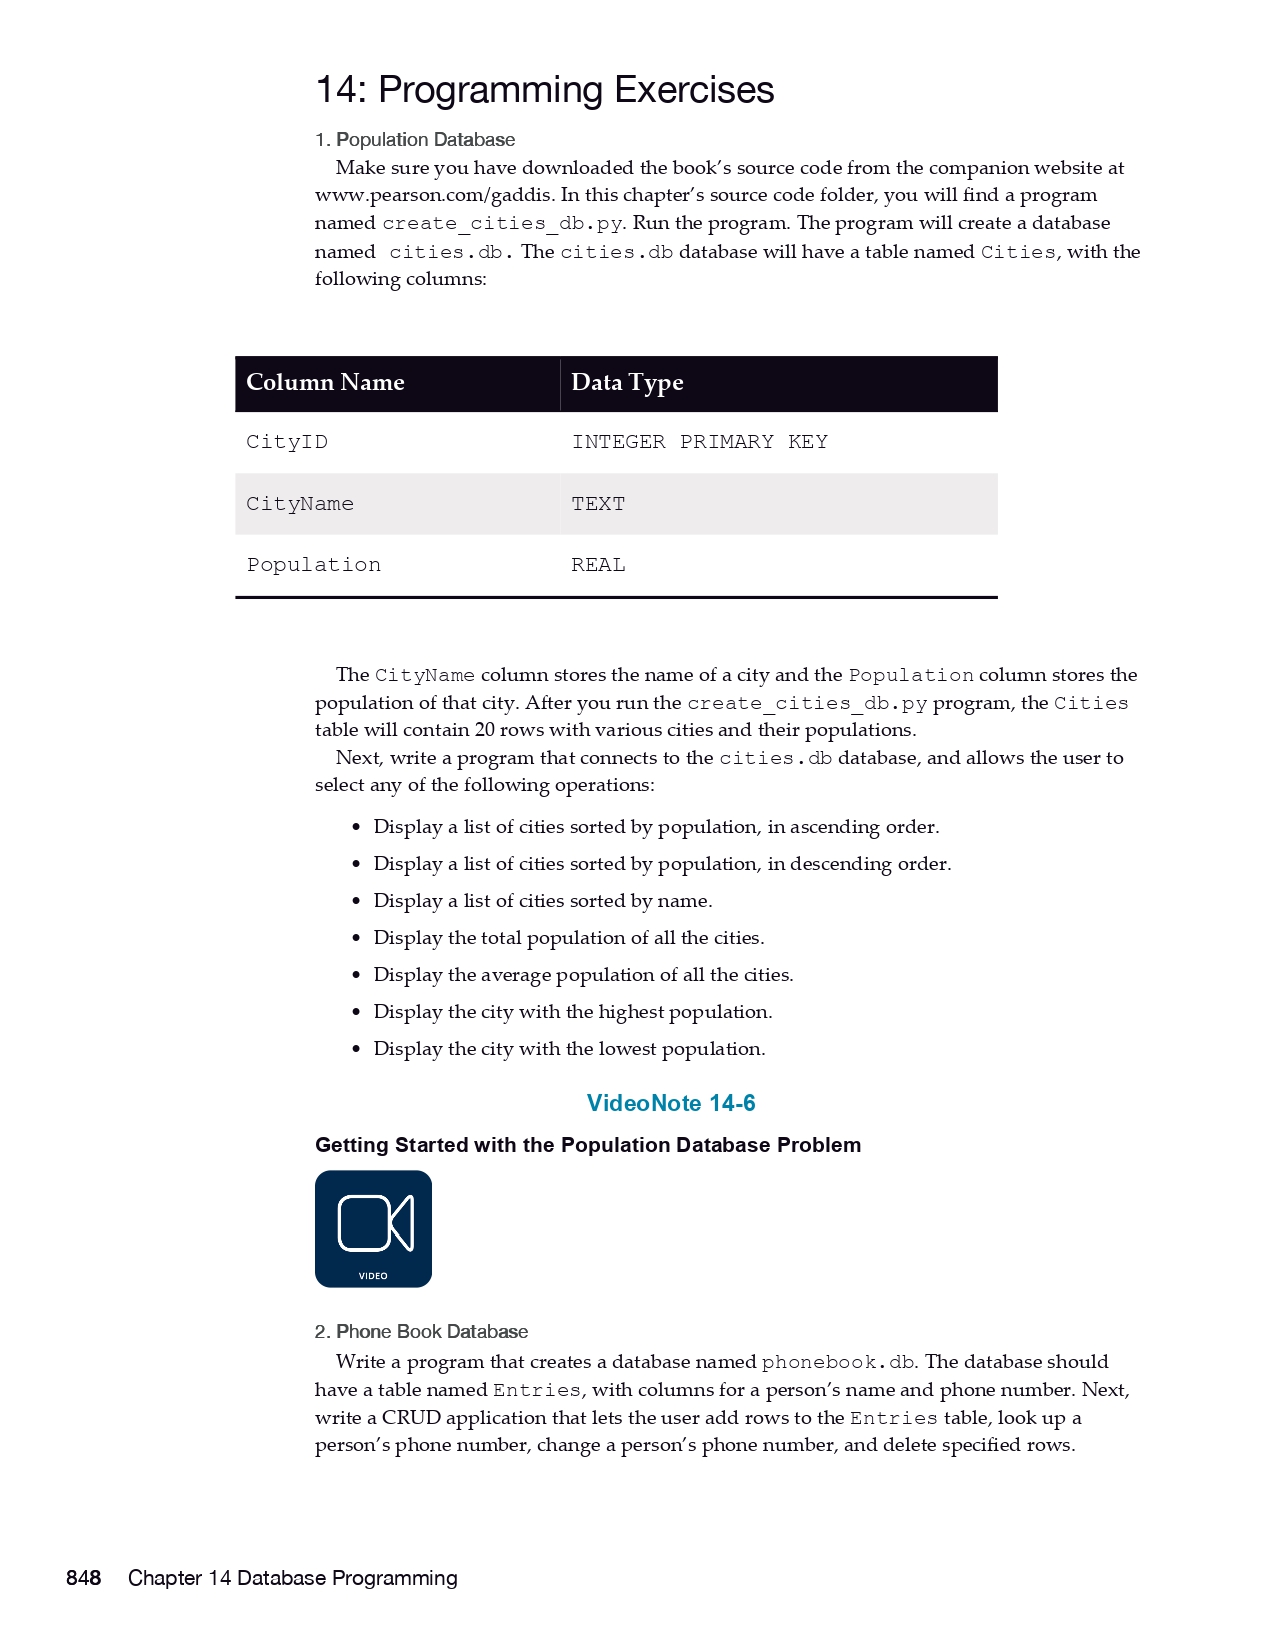 14: Programming Exercises
1. Population Database
Make sure you have downloaded the book’s source code from the companion website at
www.pearson.com/gaddis. In this chapter’s source code folder, you will find a program
named create_cities_db.py. Run the program. The program will create a database
named cities.db. The cities.db database will have a table named Cities, with the
following columns:
Column Name Data Type
CityID INTEGER PRIMARY KEY
CityName TEXT
Population REAL
The CityName column stores the name of a city and the Population column stores the
population of that city. After you run the create_cities_db.py program, the Cities
table will contain 20 rows with various cities and their populations.
Next, write a program that connects to the cities.db database, and allows the user to
select any of the following operations:
• Display a list of cities sorted by population, in ascending order.
• Display a list of cities sorted by population, in descending order.
• Display a list of cities sorted by name.
• Display the total population of all the cities.
• Display the average population of all the cities.
• Display the city with the highest population.
• Display the city with the lowest population.
VideoNote 14-6
Getting Started with the Population Database Problem
VIDEO
2. Phone Book Database
Write a program that creates a database named phonebook.db. The database should
have a table named Entries, with columns for a person’s name and phone number. Next,
write a CRUD application that lets the user add rows to the Entries table, look up a
person’s phone number, change a person’s phone number, and delete specified rows.
848 Chapter 14 Database Programming